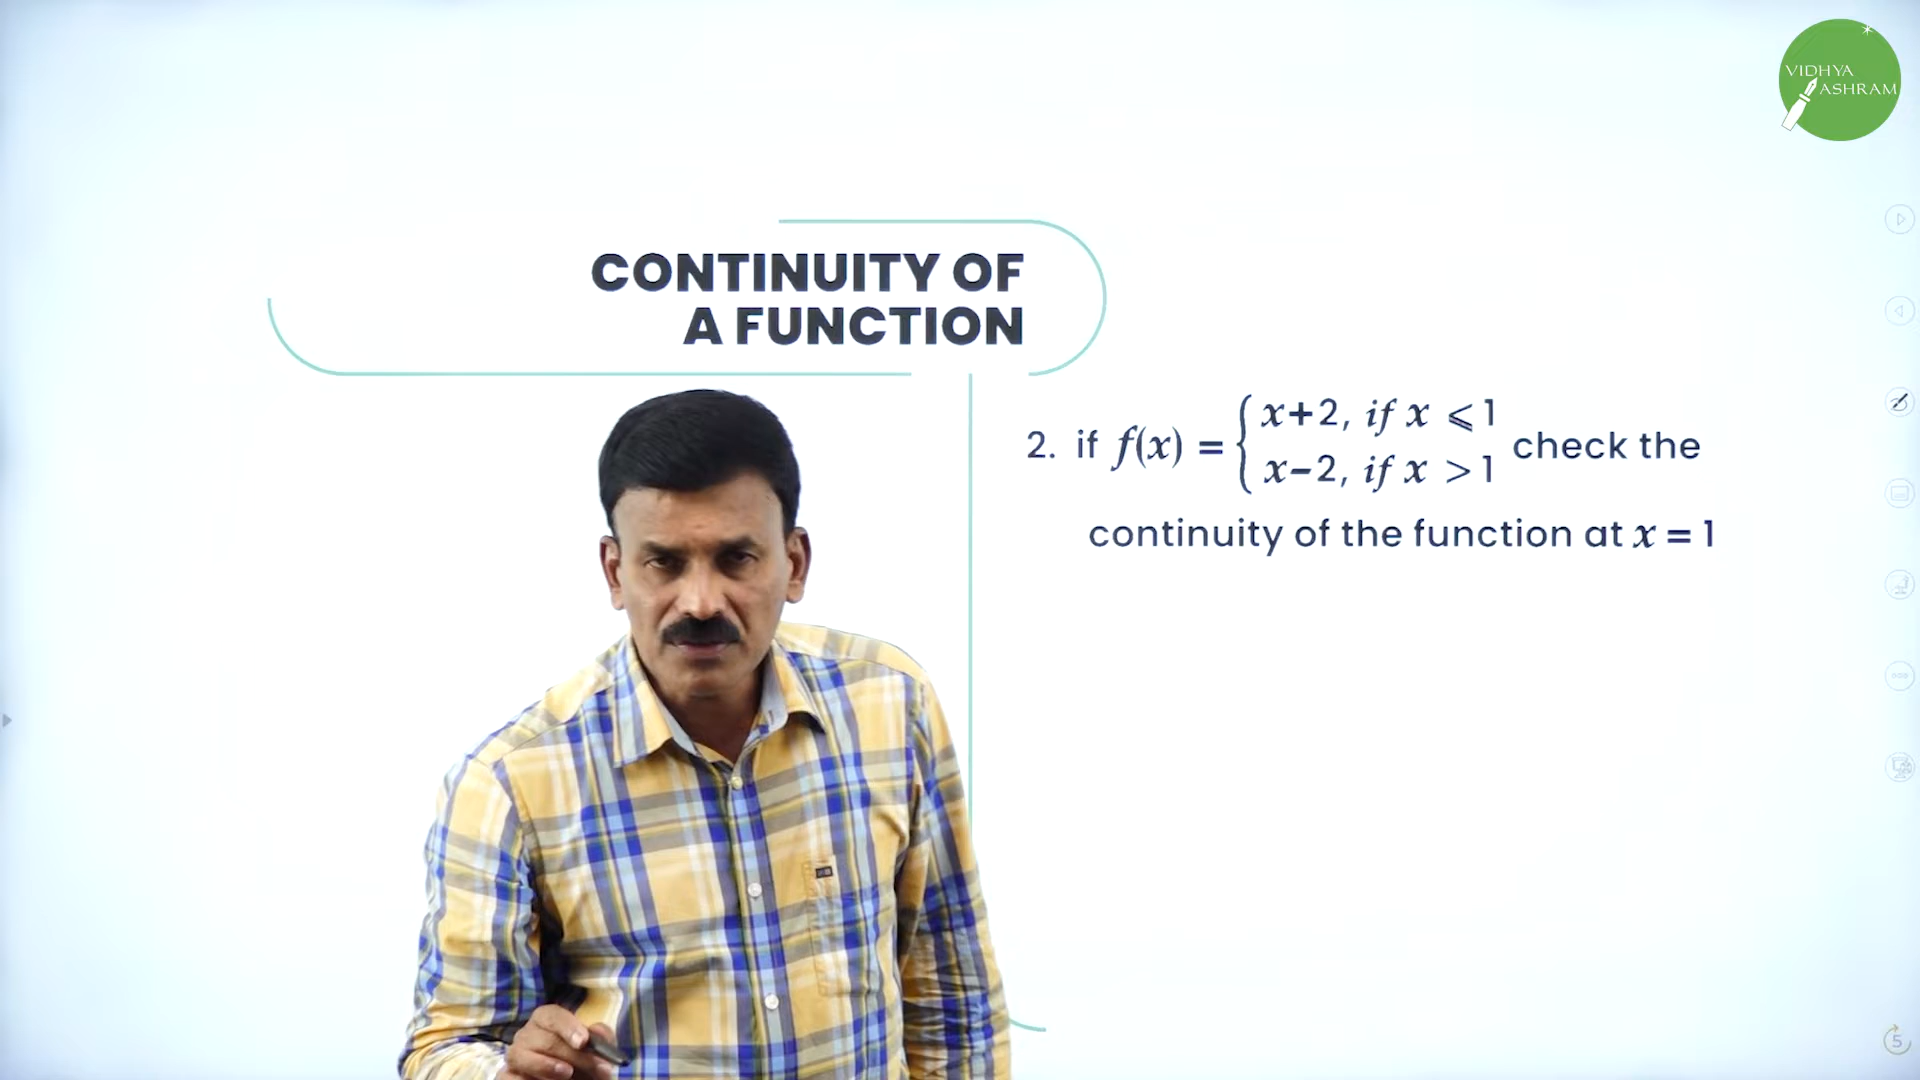 VIDHYA
ASHRAM
CONTINUITY OF
A FUNCTION
2. if f(x) = { x+2, if x ⩽ 1
x−2, if x > 1 check the
continuity of the function at x = 1
5